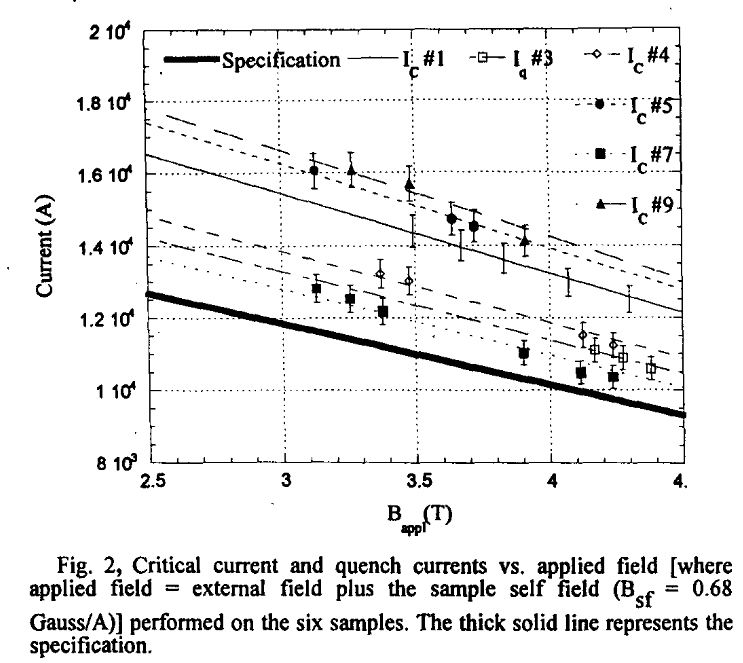 2 10⁴
Specification I_C #1 I_q #3 I_C #4
1.8 10⁴
I_C #5
1.6 10⁴
I_C #7
I_C #9
1.4 10⁴
Current (A)
1.2 10⁴
1 10⁴
8 10³
2.5 3 3.5 4 4.
B_appl(T)
Fig. 2, Critical current and quench currents vs. applied field [where
applied field = external field plus the sample self field (B_sf = 0.68
Gauss/A)] performed on the six samples. The thick solid line represents the
specification.